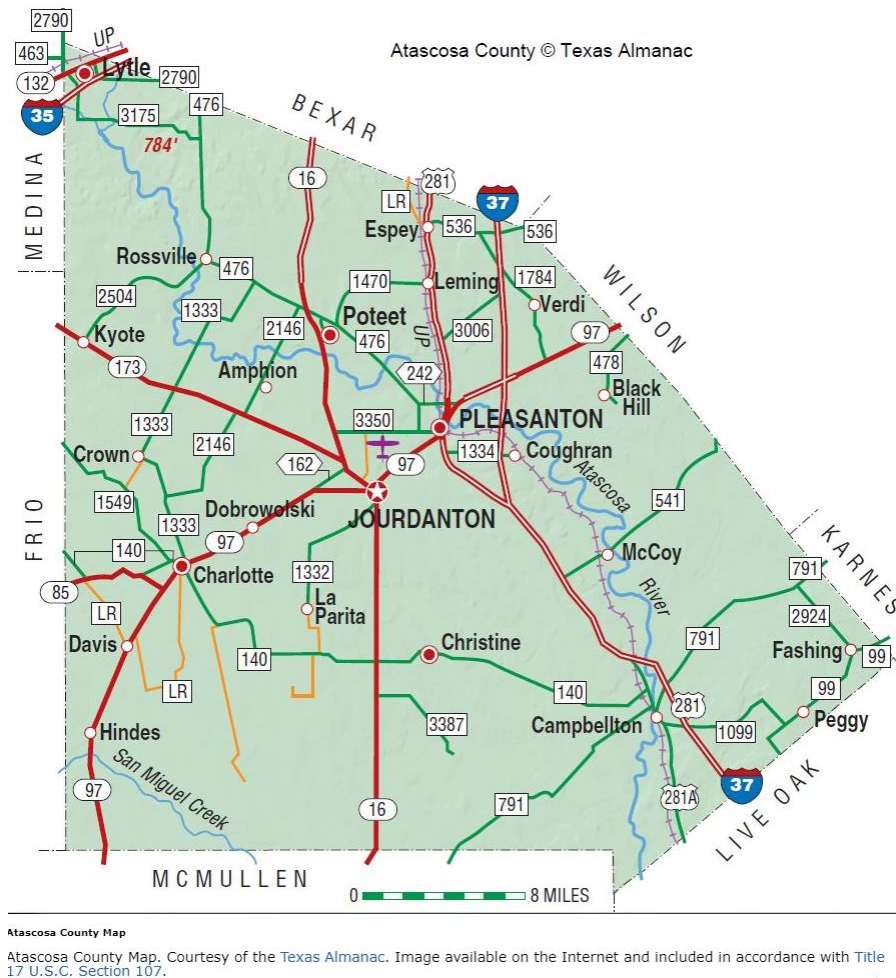 2790
UP
Atascosa County © Texas Almanac
463
Lytle
132
2790
35
3175
476
784'
BEXAR
MEDINA
16
281
LR
37
Espey
536
536
Rossville
476
2504
1333
1470
Leming
1784
Verdi
WILSON
Kyote
2146
Poteet
476
UP
3006
97
173
Amphion
242
478
Black
Hill
1333
2146
3350
PLEASANTON
Crown
162
97
1334
Coughran
Atascosa
1549
JOURDANTON
541
FRIO
Dobrowolski
1333
97
140
Charlotte
1332
McCoy
KARNES
85
791
LR
La
Parita
River
2924
Davis
140
Christine
791
Fashing
99
LR
140
99
281
Hindes
3387
Campbellton
1099
Peggy
San Miguel Creek
97
16
791
281A
37
LIVE OAK
MCMULLEN
0
8 MILES
Atascosa County Map
Atascosa County Map. Courtesy of the Texas Almanac. Image available on the Internet and included in accordance with Title
17 U.S.C. Section 107.